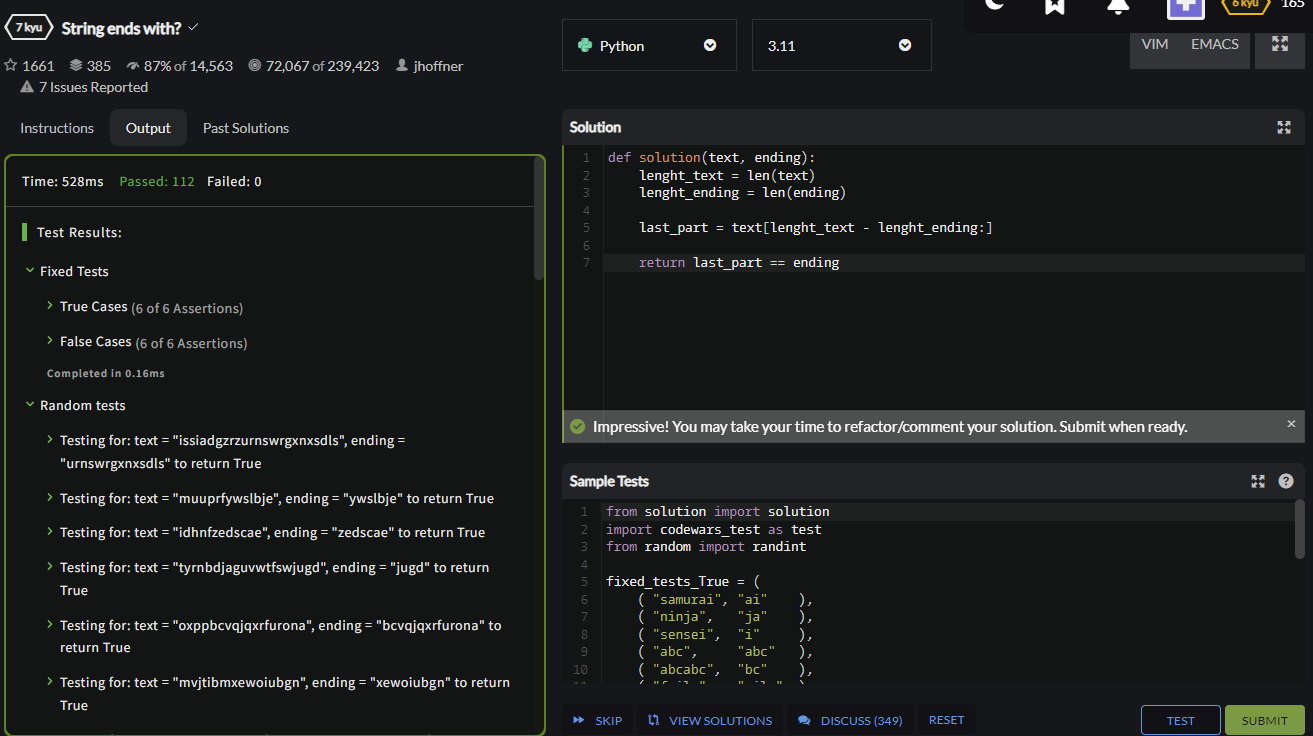 7 kyu String ends with?
6 kyu 165
1661 385 87% of 14,563 72,067 of 239,423 jhoffner
7 Issues Reported
Python 3.11 VIM EMACS
Instructions Output Past Solutions
Time: 528ms Passed: 112 Failed: 0
Test Results:
Fixed Tests
True Cases (6 of 6 Assertions)
False Cases (6 of 6 Assertions)
Completed in 0.16ms
Random tests
Testing for: text = "issiadgzrzurnswrgxnxsdls", ending =
"urnswrgxnxsdls" to return True
Testing for: text = "muuprfywslbje", ending = "ywslbje" to return True
Testing for: text = "idhnfzedscae", ending = "zedscae" to return True
Testing for: text = "tyrnbdjaguvwtfswjugd", ending = "jugd" to return
True
Testing for: text = "oxppbcvqjqxrfurona", ending = "bcvqjqxrfurona" to
return True
Testing for: text = "mvjtibmxewoiubgn", ending = "xewoiubgn" to return
True
Solution
1 def solution(text, ending):
2 lenght_text = len(text)
3 lenght_ending = len(ending)
4
5 last_part = text[lenght_text - lenght_ending:]
6
7 return last_part == ending
Impressive! You may take your time to refactor/comment your solution. Submit when ready. ×
Sample Tests ?
1 from solution import solution
2 import codewars_test as test
3 from random import randint
4
5 fixed_tests_True = (
6 ( "samurai", "ai" ),
7 ( "ninja", "ja" ),
8 ( "sensei", "i" ),
9 ( "abc", "abc" ),
10 ( "abcabc", "bc" ),
SKIP VIEW SOLUTIONS DISCUSS (349) RESET TEST SUBMIT